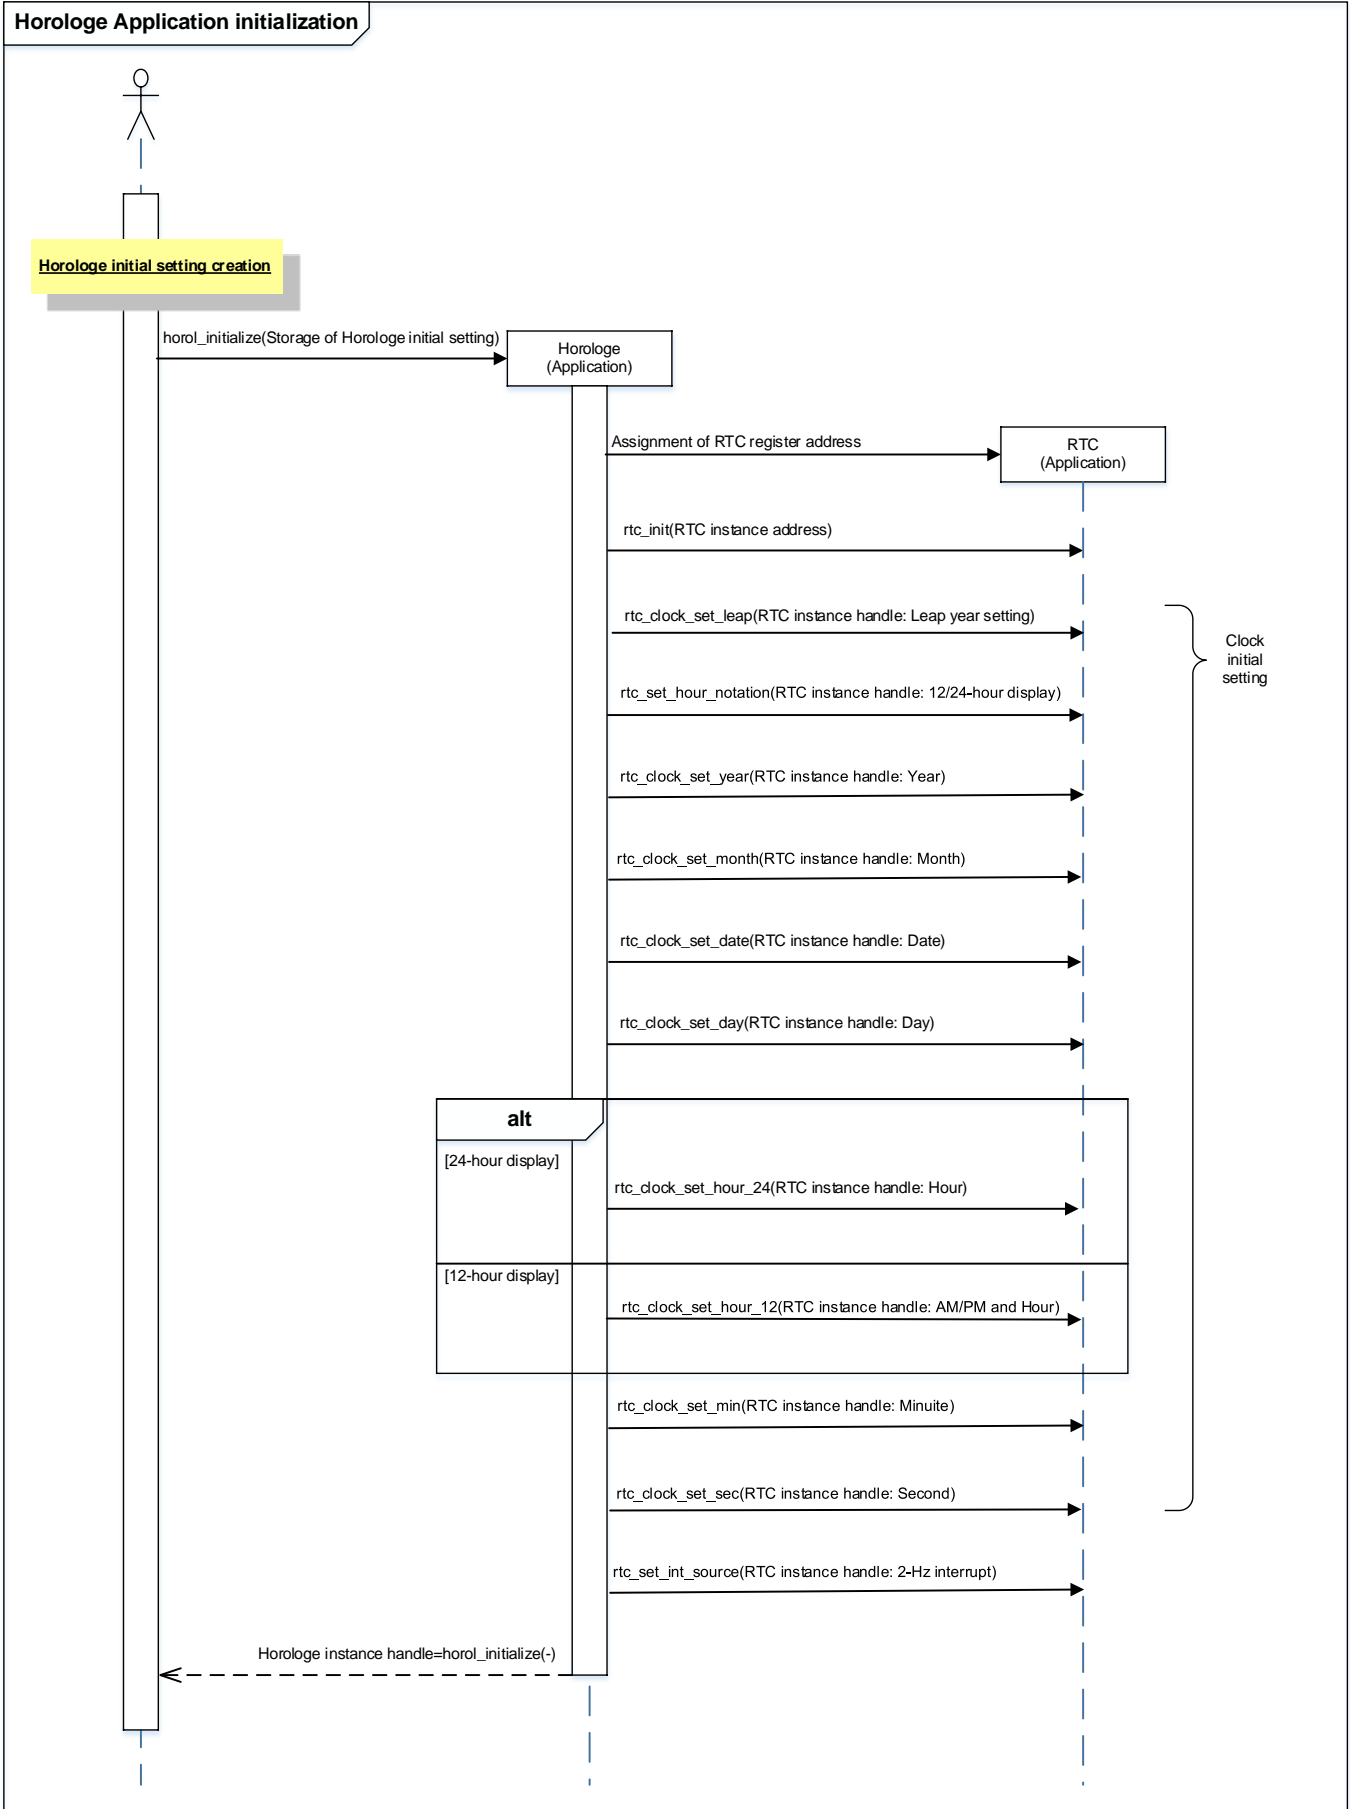 Horologe Application initialization
Horologe initial setting creation
horol_initialize(Storage of Horologe initial setting)
Horologe
(Application)
Assignment of RTC register address
RTC
(Application)
rtc_init(RTC instance address)
rtc_clock_set_leap(RTC instance handle: Leap year setting)
Clock
initial
setting
rtc_set_hour_notation(RTC instance handle: 12/24-hour display)
rtc_clock_set_year(RTC instance handle: Year)
rtc_clock_set_month(RTC instance handle: Month)
rtc_clock_set_date(RTC instance handle: Date)
rtc_clock_set_day(RTC instance handle: Day)
alt
[24-hour display]
rtc_clock_set_hour_24(RTC instance handle: Hour)
[12-hour display]
rtc_clock_set_hour_12(RTC instance handle: AM/PM and Hour)
rtc_clock_set_min(RTC instance handle: Minuite)
rtc_clock_set_sec(RTC instance handle: Second)
rtc_set_int_source(RTC instance handle: 2-Hz interrupt)
Horologe instance handle=horol_initialize(-)